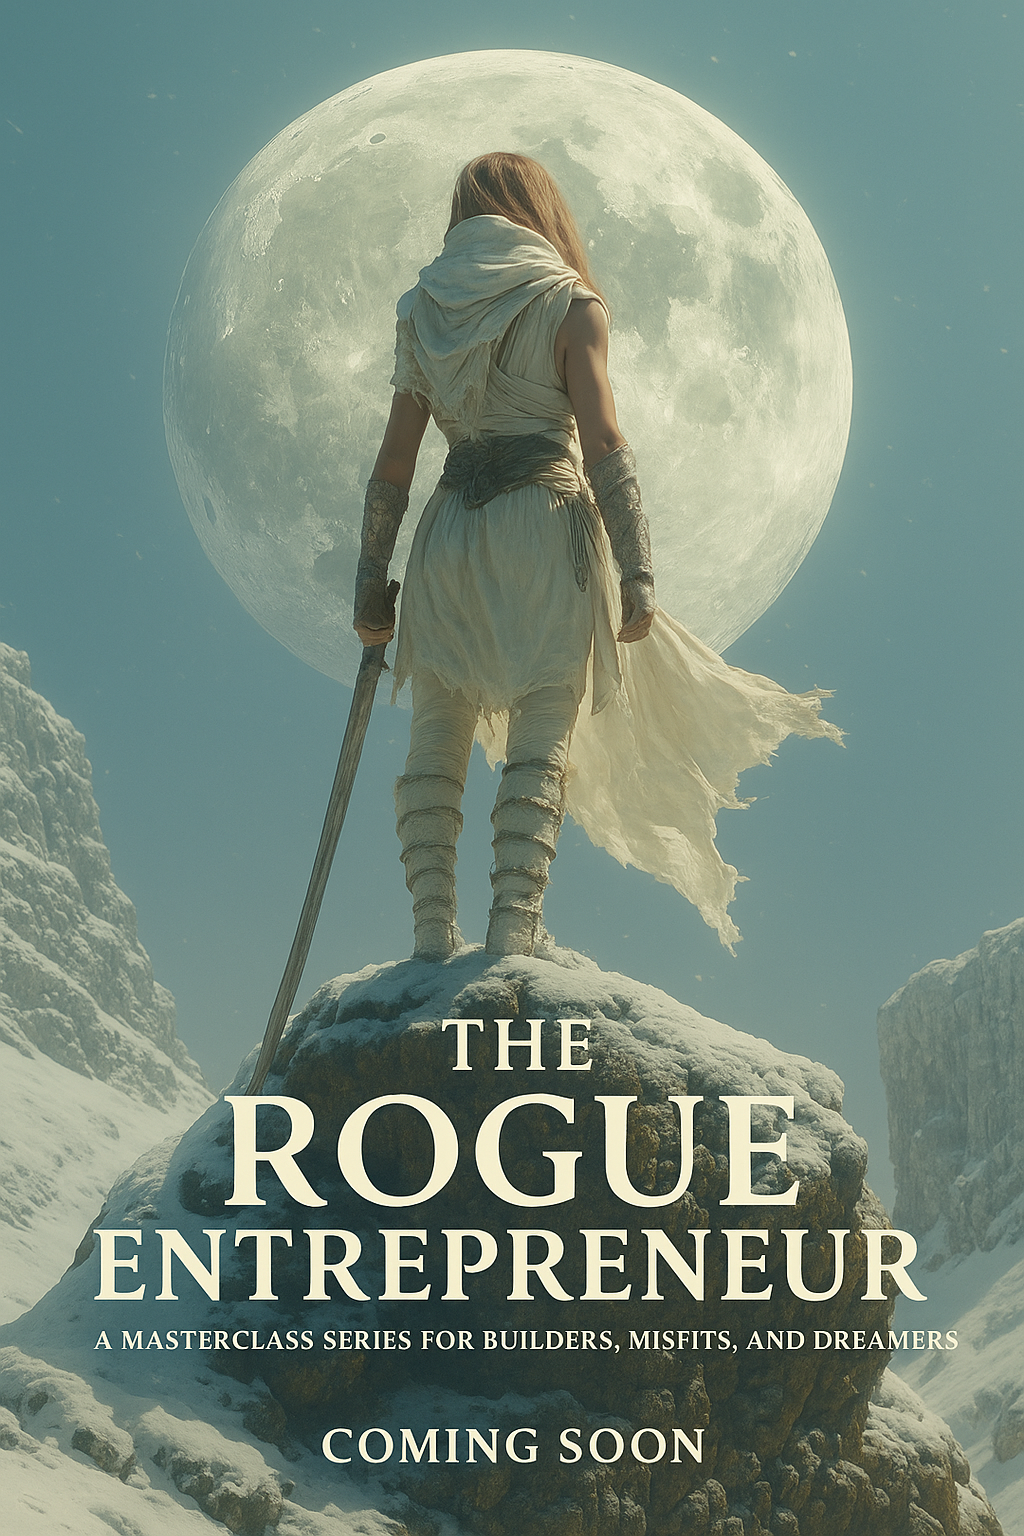 THE
ROGUE
ENTREPRENEUR
A MASTERCLASS SERIES FOR BUILDERS, MISFITS, AND DREAMERS
COMING SOON